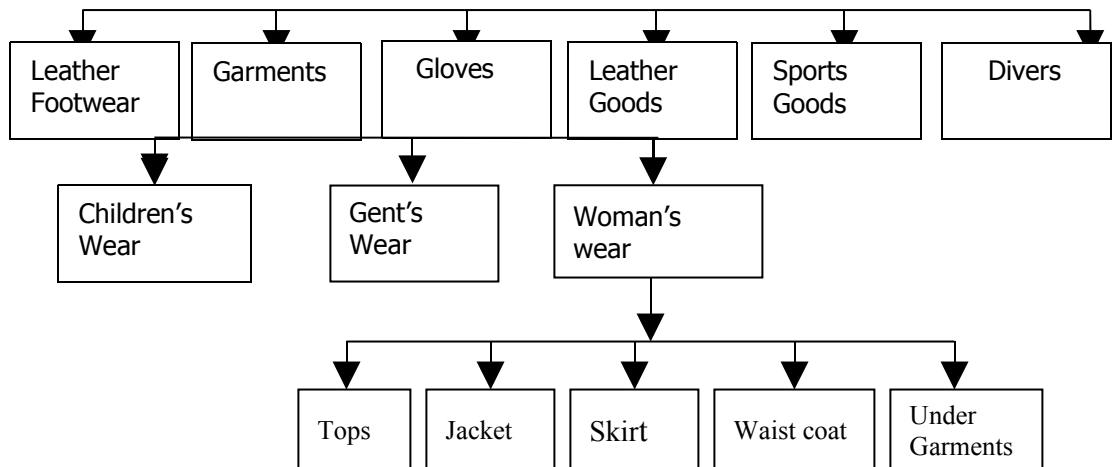 Leather
Footwear
Garments
Gloves
Leather
Goods
Sports
Goods
Divers
Children’s
Wear
Gent’s
Wear
Woman’s
wear
Tops
Jacket
Skirt
Waist coat
Under
Garments